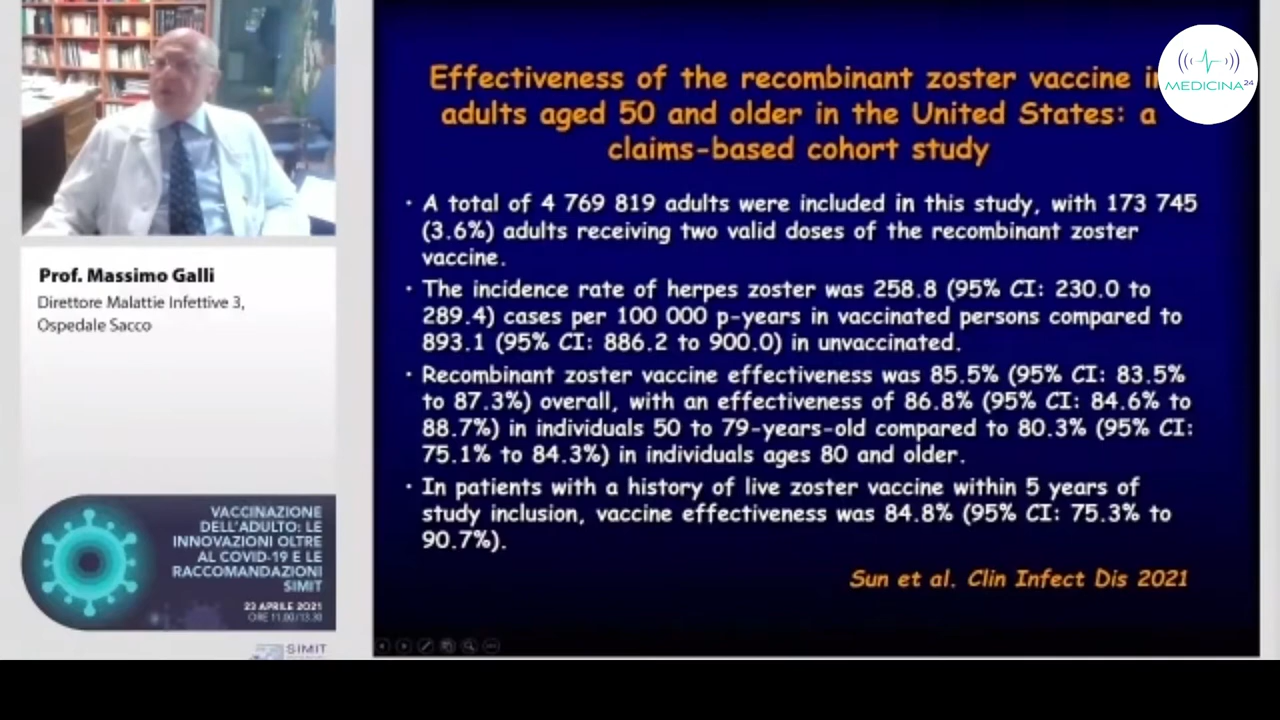 MEDICINA24
Effectiveness of the recombinant zoster vaccine in
adults aged 50 and older in the United States: a
claims-based cohort study
• A total of 4 769 819 adults were included in this study, with 173 745
(3.6%) adults receiving two valid doses of the recombinant zoster
vaccine.
• The incidence rate of herpes zoster was 258.8 (95% CI: 230.0 to
289.4) cases per 100 000 p-years in vaccinated persons compared to
893.1 (95% CI: 886.2 to 900.0) in unvaccinated.
• Recombinant zoster vaccine effectiveness was 85.5% (95% CI: 83.5%
to 87.3%) overall, with an effectiveness of 86.8% (95% CI: 84.6% to
88.7%) in individuals 50 to 79-years-old compared to 80.3% (95% CI:
75.1% to 84.3%) in individuals ages 80 and older.
• In patients with a history of live zoster vaccine within 5 years of
study inclusion, vaccine effectiveness was 84.8% (95% CI: 75.3% to
90.7%).
Sun et al. Clin Infect Dis 2021
Prof. Massimo Galli
Direttore Malattie Infettive 3,
Ospedale Sacco
VACCINAZIONE
DELL'ADULTO: LE
INNOVAZIONI OLTRE
AL COVID-19 E LE
RACCOMANDAZIONI
SIMIT
23 APRILE 2021
ORE 11.00/13.30
SIMIT